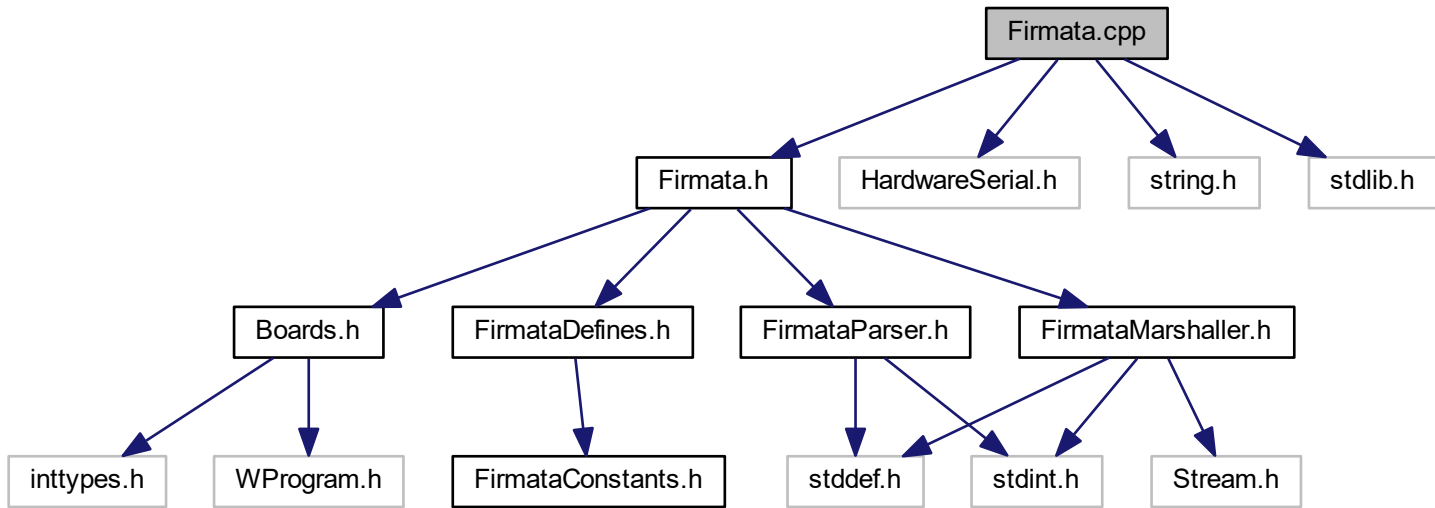 Firmata.cpp
Firmata.h
HardwareSerial.h
string.h
stdlib.h
Boards.h
FirmataDefines.h
FirmataParser.h
FirmataMarshaller.h
inttypes.h
WProgram.h
FirmataConstants.h
stddef.h
stdint.h
Stream.h